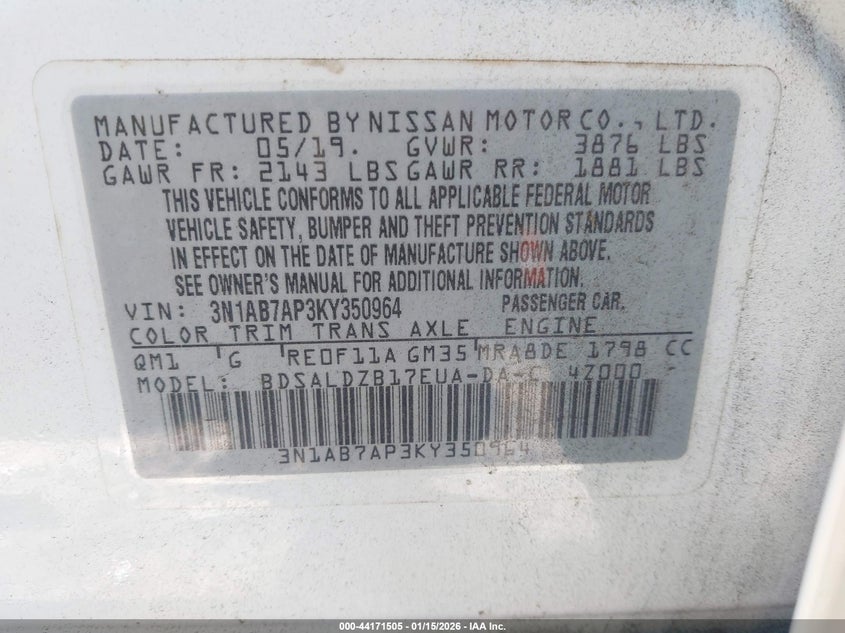 MANUFACTURED BY NISSAN MOTOR CO., LTD.
DATE: 05/19. GVWR: 3876 LBS
GAWR FR: 2143 LBS GAWR RR: 1881 LBS
THIS VEHICLE CONFORMS TO ALL APPLICABLE FEDERAL MOTOR
VEHICLE SAFETY, BUMPER AND THEFT PREVENTION STANDARDS
IN EFFECT ON THE DATE OF MANUFACTURE SHOWN ABOVE.
SEE OWNER'S MANUAL FOR ADDITIONAL INFORMATION.
VIN: 3N1AB7AP3KY350964 PASSENGER CAR.
COLOR TRIM TRANS AXLE ENGINE
QM1 G RE0F11A GM35 MRA8DE 1798 CC
MODEL: BDSALDZB17EUA-DA-C 4Z000 -
3N1AB7AP3KY350964
000-44171505 | 01/15/2026 | IAA Inc.